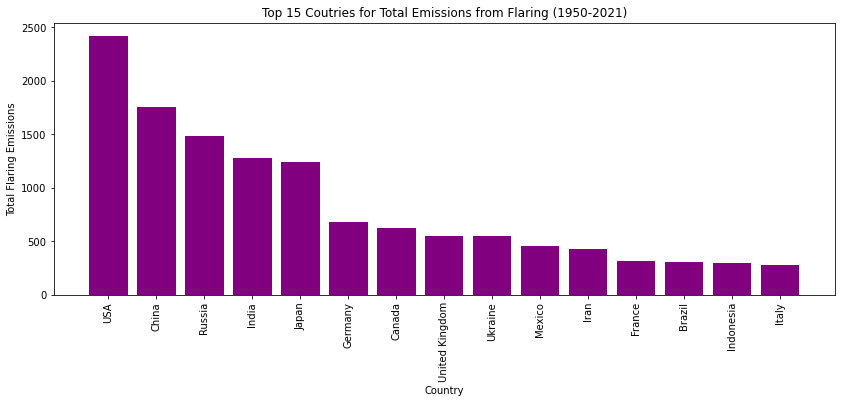 Top 15 Coutries for Total Emissions from Flaring (1950-2021)
Total Flaring Emissions
2500
2000
1500
1000
500
0
USA
China
Russia
India
Japan
Germany
Canada
United Kingdom
Ukraine
Mexico
Iran
France
Brazil
Indonesia
Italy
Country